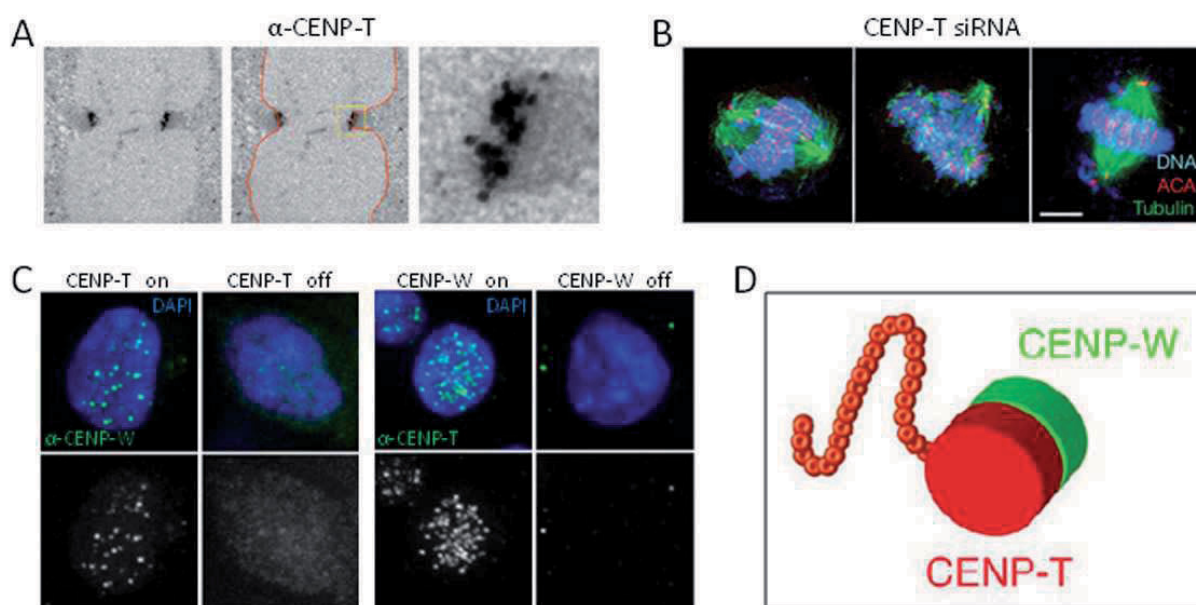 A
α-CENP-T
B
CENP-T siRNA
DNA
ACA
Tubulin
C
CENP-T on
CENP-T off
CENP-W on
CENP-W off
DAPI
DAPI
α-CENP-W
α-CENP-T
D
CENP-W
CENP-T